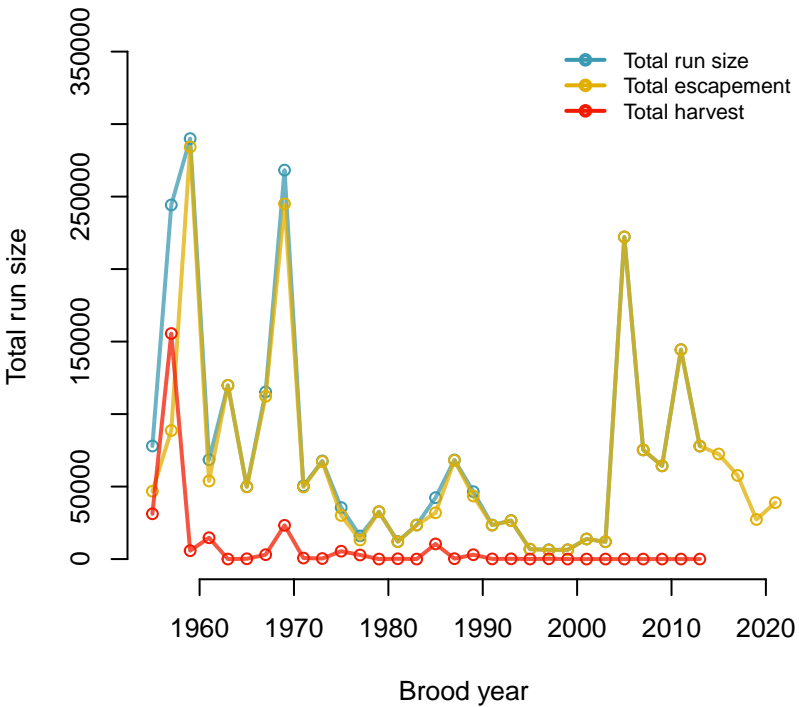 Total run size
Total escapement
Total harvest
Total run size
350000
250000
150000
50000
0
1960 1970 1980 1990 2000 2010 2020
Brood year